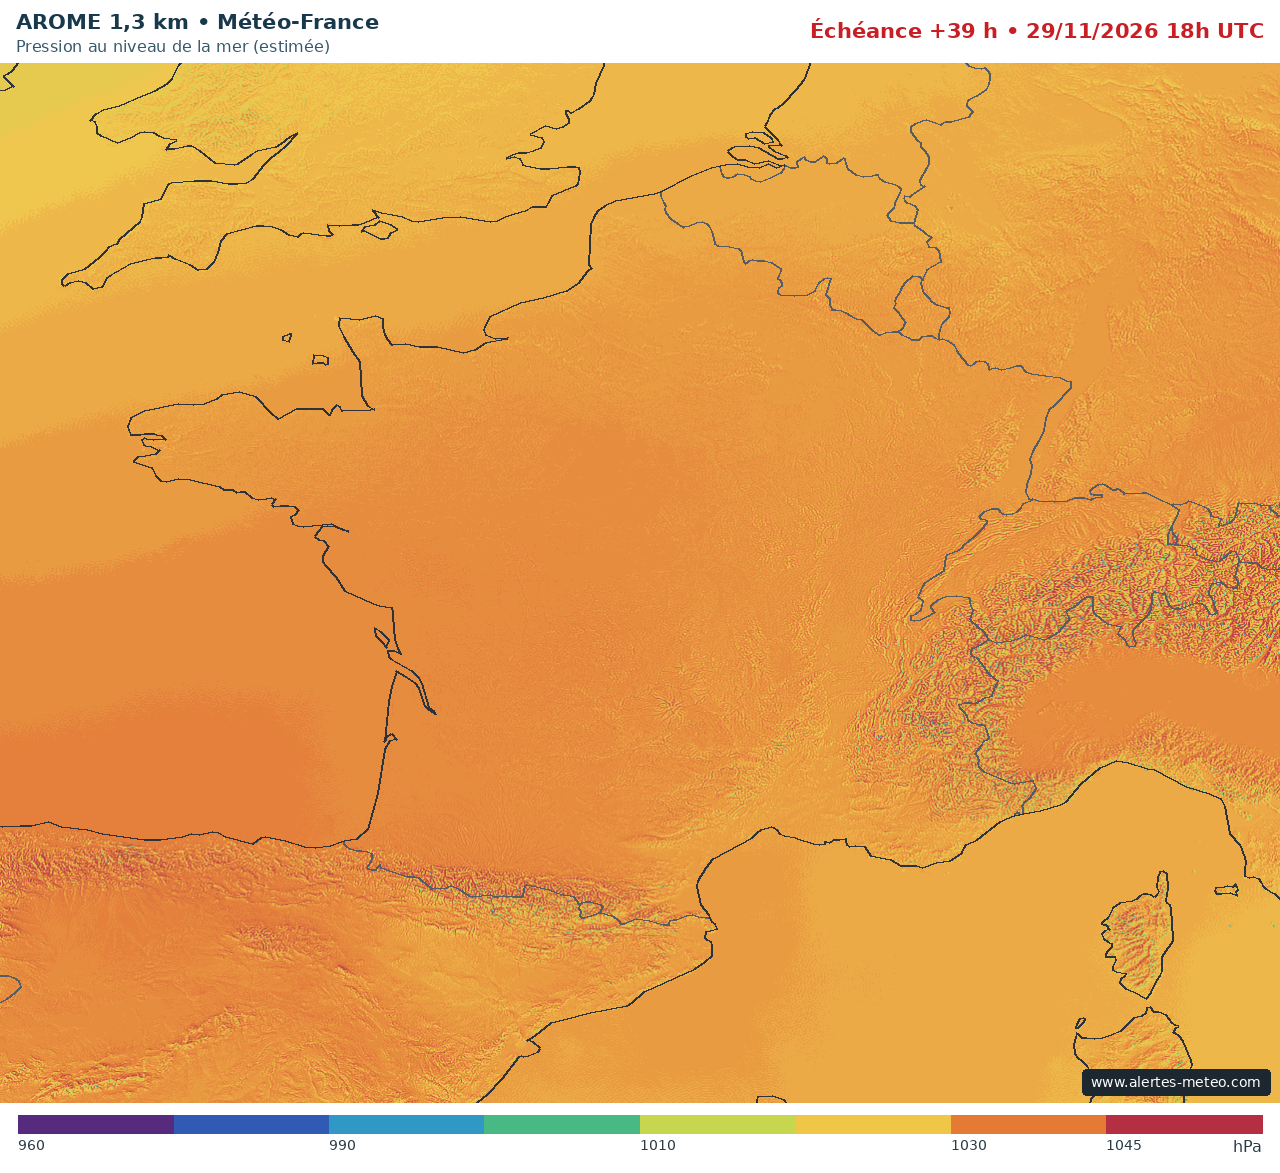 AROME 1,3 km • Météo-France
Pression au niveau de la mer (estimée)
Échéance +39 h • 29/11/2026 18h UTC
www.alertes-meteo.com
960 990 1010 1030 1045 hPa